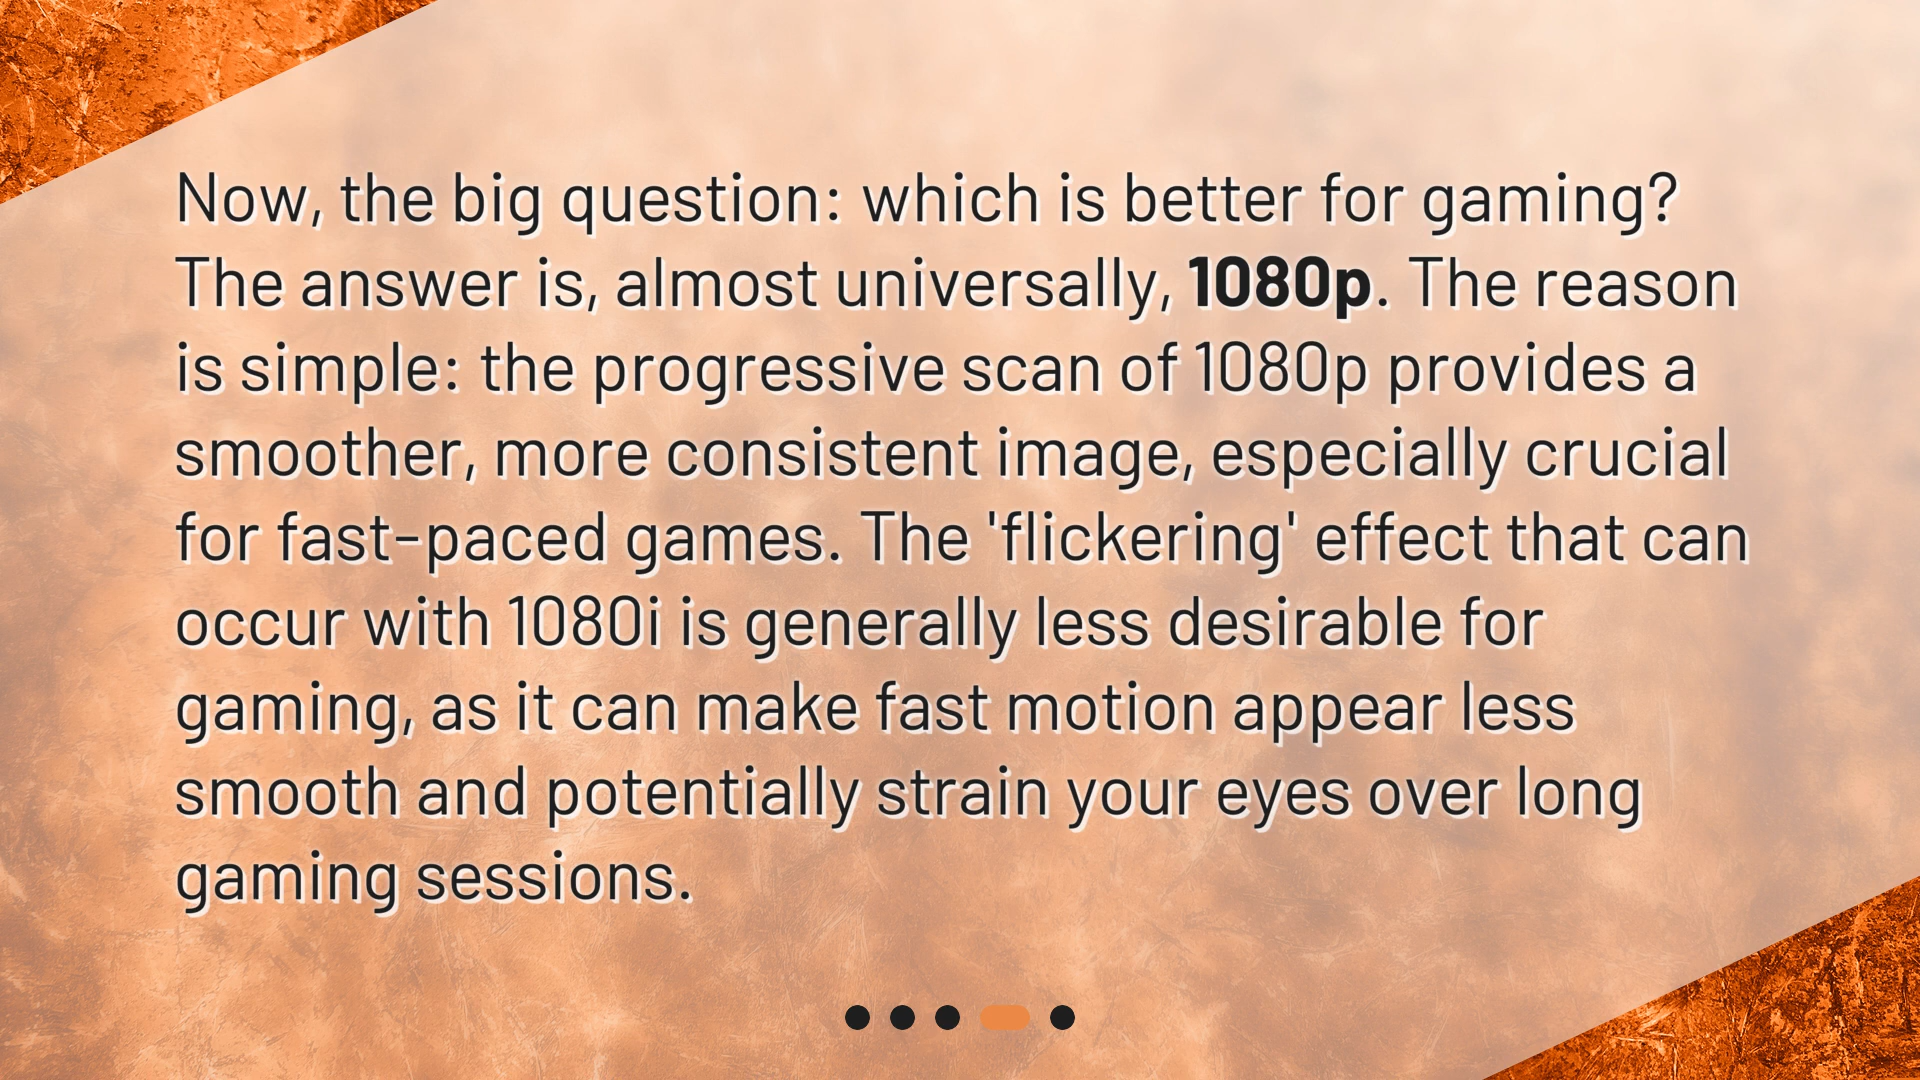 Now, the big question: which is better for gaming?
The answer is, almost universally, 1080p. The reason
is simple: the progressive scan of 1080p provides a
smoother, more consistent image, especially crucial
for fast-paced games. The 'flickering' effect that can
occur with 1080i is generally less desirable for
gaming, as it can make fast motion appear less
smooth and potentially strain your eyes over long
gaming sessions.